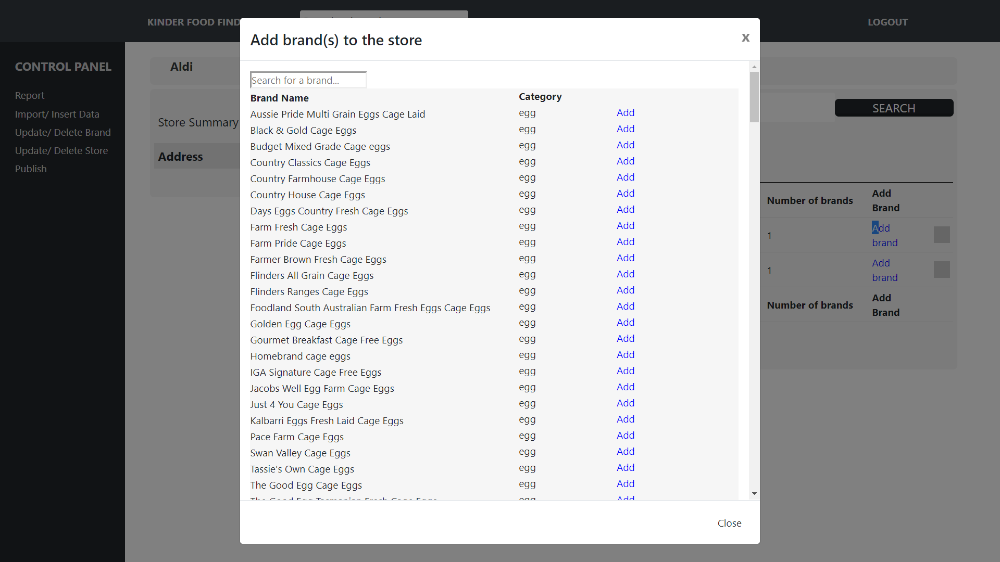 KINDER FOOD FIND
LOGOUT
Add brand(s) to the store
X
CONTROL PANEL
Report
Import/ Insert Data
Update/ Delete Brand
Update/ Delete Store
Publish
Aldi
Store Summary
Address
SEARCH
Number of brands Add
Brand
1 Add
brand
1 Add
brand
Number of brands Add
Brand
Search for a brand...
Brand Name Category
Aussie Pride Multi Grain Eggs Cage Laid egg Add
Black & Gold Cage Eggs egg Add
Budget Mixed Grade Cage eggs egg Add
Country Classics Cage Eggs egg Add
Country Farmhouse Cage Eggs egg Add
Country House Cage Eggs egg Add
Days Eggs Country Fresh Cage Eggs egg Add
Farm Fresh Cage Eggs egg Add
Farm Pride Cage Eggs egg Add
Farmer Brown Fresh Cage Eggs egg Add
Flinders All Grain Cage Eggs egg Add
Flinders Ranges Cage Eggs egg Add
Foodland South Australian Farm Fresh Eggs Cage Eggs egg Add
Golden Egg Cage Eggs egg Add
Gourmet Breakfast Cage Free Eggs egg Add
Homebrand cage eggs egg Add
IGA Signature Cage Free Eggs egg Add
Jacobs Well Egg Farm Cage Eggs egg Add
Just 4 You Cage Eggs egg Add
Kalbarri Eggs Fresh Laid Cage Eggs egg Add
Pace Farm Cage Eggs egg Add
Swan Valley Cage Eggs egg Add
Tassie's Own Cage Eggs egg Add
The Good Egg Cage Eggs egg Add
The Good Egg Tasmanian Fresh Cage Eggs egg Add
Close